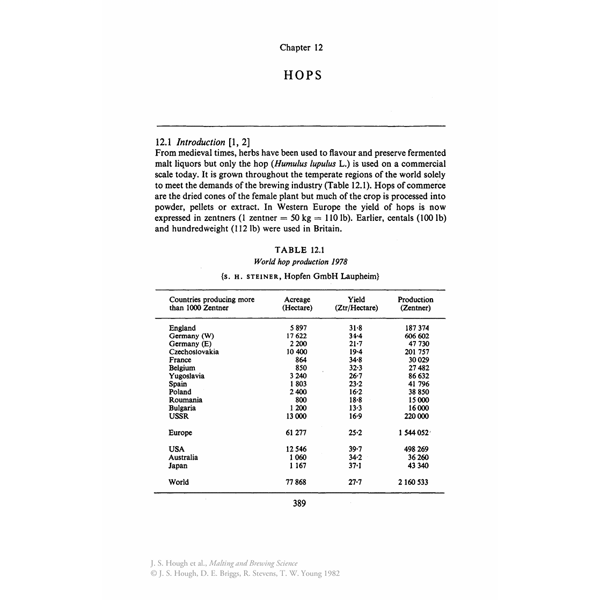 Chapter 12
HOPS
12.1 Introduction [1, 2]
From medieval times, herbs have been used to flavour and preserve fermented
malt liquors but only the hop (Humulus lupulus L.) is used on a commercial
scale today. It is grown throughout the temperate regions of the world solely
to meet the demands of the brewing industry (Table 12.1). Hops of commerce
are the dried cones of the female plant but much of the crop is processed into
powder, pellets or extract. In Western Europe the yield of hops is now
expressed in zentners (1 zentner = 50 kg = 110 lb). Earlier, centals (100 lb)
and hundredweight (112 lb) were used in Britain.
TABLE 12.1
World hop production 1978
{S. H. STEINER, Hopfen GmbH Laupheim}
Countries producing more Acreage Yield Production
than 1000 Zentner (Hectare) (Ztr/Hectare) (Zentner)
England 5 897 31·8 187 374
Germany (W) 17 622 34·4 606 602
Germany (E) 2 200 21·7 47 730
Czechoslovakia 10 400 19·4 201 757
France 864 34·8 30 029
Belgium 850 32·3 27 482
Yugoslavia 3 240 26·7 86 632
Spain 1 803 23·2 41 796
Poland 2 400 16·2 38 850
Roumania 800 18·8 15 000
Bulgaria 1 200 13·3 16 000
USSR 13 000 16·9 220 000
Europe 61 277 25·2 1 544 052
USA 12 546 39·7 498 269
Australia 1 060 34·2 36 260
Japan 1 167 37·1 43 340
World 77 868 27·7 2 160 533
389
J. S. Hough et al., Malting and Brewing Science
© J. S. Hough, D. E. Briggs, R. Stevens, T. W. Young 1982